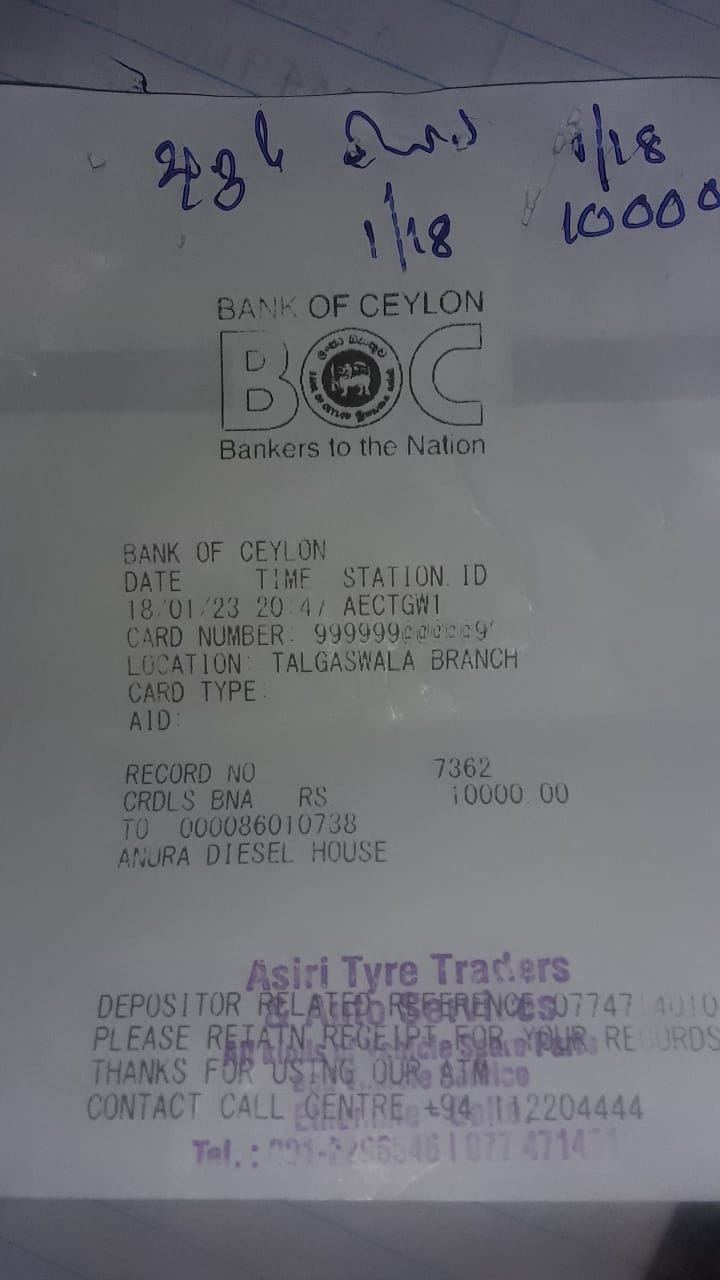 1/18
1/18 10000
BANK OF CEYLON
BOC
Bankers to the Nation
BANK OF CEYLON
DATE TIME STATION ID
18/01/23 20:47 AECTGW1
CARD NUMBER:
LOCATION: TALGASWALA BRANCH
CARD TYPE:
AID:
RECORD NO 7362
CRDLS BNA RS. 10000.00
TO 000086010738
ANURA DIESEL HOUSE
Asiri Tyre Traders
DEPOSITOR RELATED REFERENCE
& Auto Services
PLEASE RETAIN RECEIPT FOR YOUR RECORDS
THANKS FOR USING OUR ATM
CONTACT CALL CENTRE +94 112204444
Tel. :